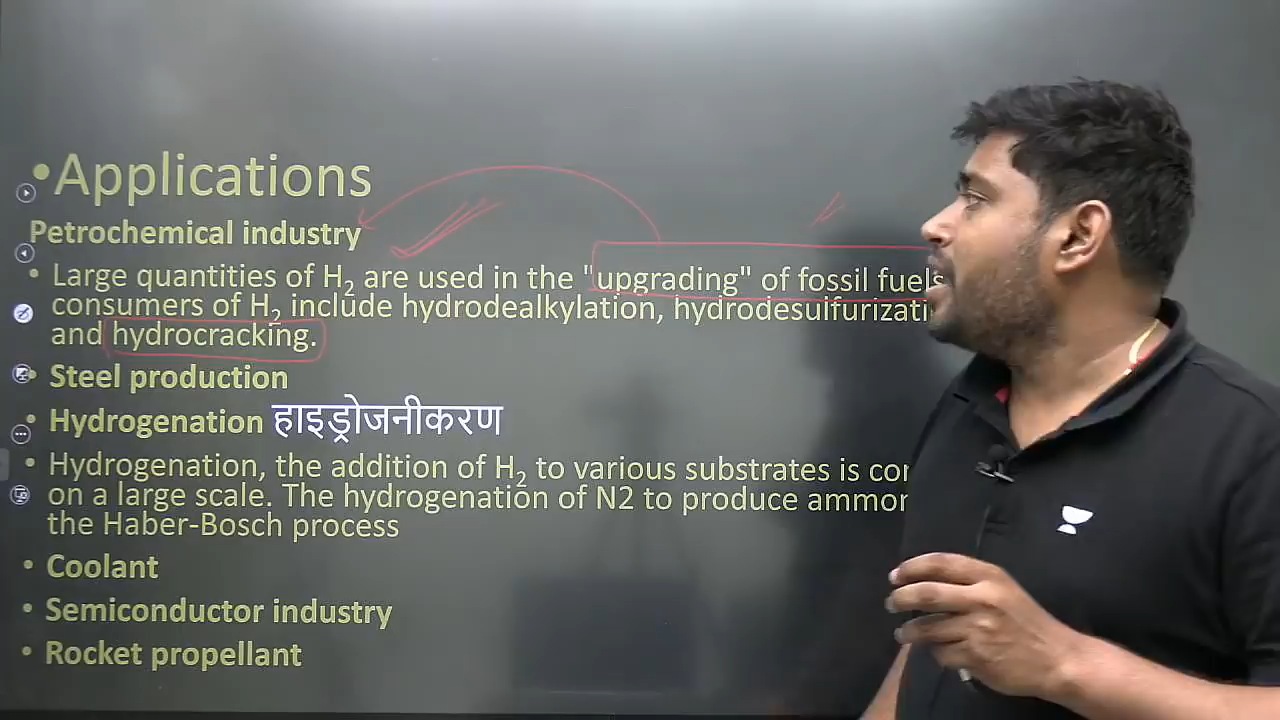 •Applications
Petrochemical industry
• Large quantities of H₂ are used in the "upgrading" of fossil fuels
consumers of H₂ include hydrodealkylation, hydrodesulfurizati
and hydrocracking.
• Steel production
• Hydrogenation हाइड्रोजनीकरण
• Hydrogenation, the addition of H₂ to various substrates is con
on a large scale. The hydrogenation of N2 to produce ammon
the Haber-Bosch process
• Coolant
• Semiconductor industry
• Rocket propellant